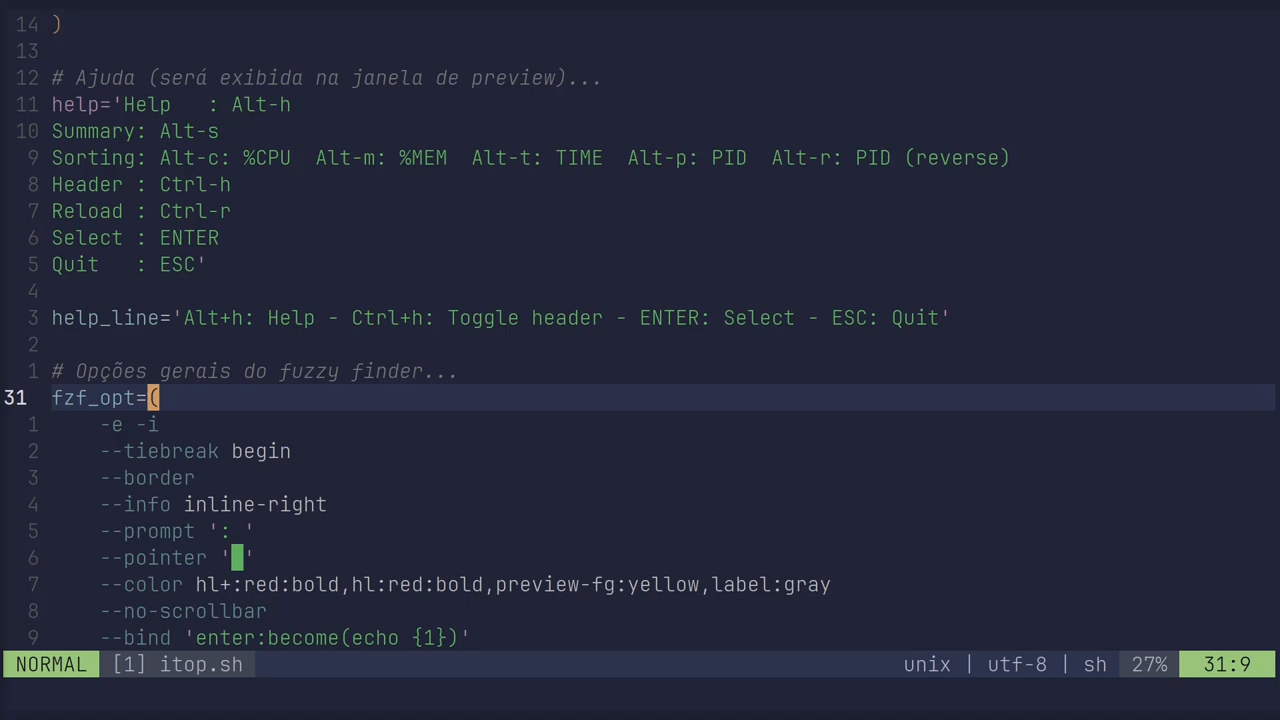 14 )
13
12 # Ajuda (será exibida na janela de preview)...
11 help='Help   : Alt-h
10 Summary: Alt-s
9 Sorting: Alt-c: %CPU  Alt-m: %MEM  Alt-t: TIME  Alt-p: PID  Alt-r: PID (reverse)
8 Header : Ctrl-h
7 Reload : Ctrl-r
6 Select : ENTER
5 Quit   : ESC'
4
3 help_line='Alt+h: Help - Ctrl+h: Toggle header - ENTER: Select - ESC: Quit'
2
1 # Opções gerais do fuzzy finder...
31 fzf_opt=(
1     -e -i
2     --tiebreak begin
3     --border
4     --info inline-right
5     --prompt ': '
6     --pointer '█'
7     --color hl+:red:bold,hl:red:bold,preview-fg:yellow,label:gray
8     --no-scrollbar
9     --bind 'enter:become(echo {1})'
NORMAL [1] itop.sh unix | utf-8 | sh 27% 31:9